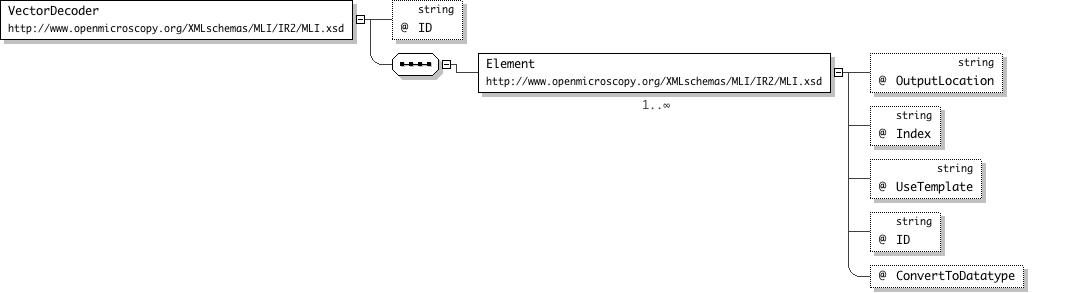 VectorDecoder
http://www.openmicroscopy.org/XMLschemas/MLI/IR2/MLI.xsd
string
@ ID
Element
http://www.openmicroscopy.org/XMLschemas/MLI/IR2/MLI.xsd
1..∞
string
@ OutputLocation
string
@ Index
string
@ UseTemplate
string
@ ID
@ ConvertToDatatype